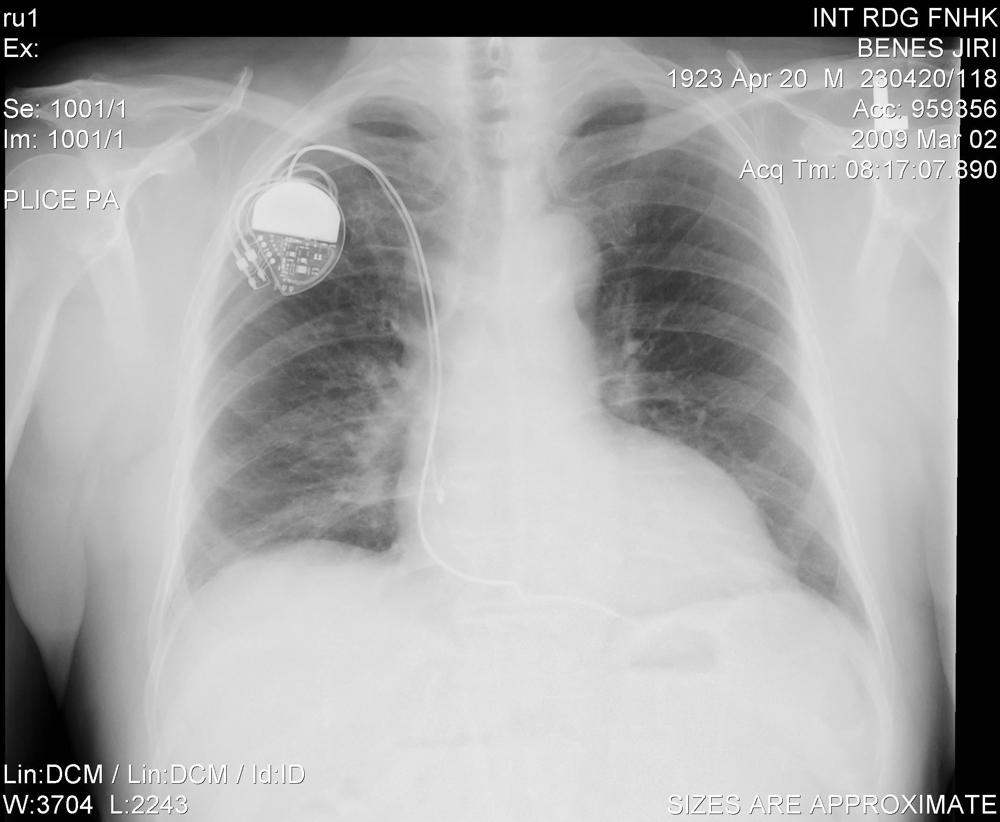 ru1
INT RDG FNHK
Ex:
BENES JIRI
1923 Apr 20 M 230420/118
Se: 1001/1
Acc: 959356
Im: 1001/1
2009 Mar 02
Acq Tm: 08:17:07.890
PLICE PA
L
Lin:DCM / Lin:DCM / Id:ID
W:3704 L:2243
SIZES ARE APPROXIMATE